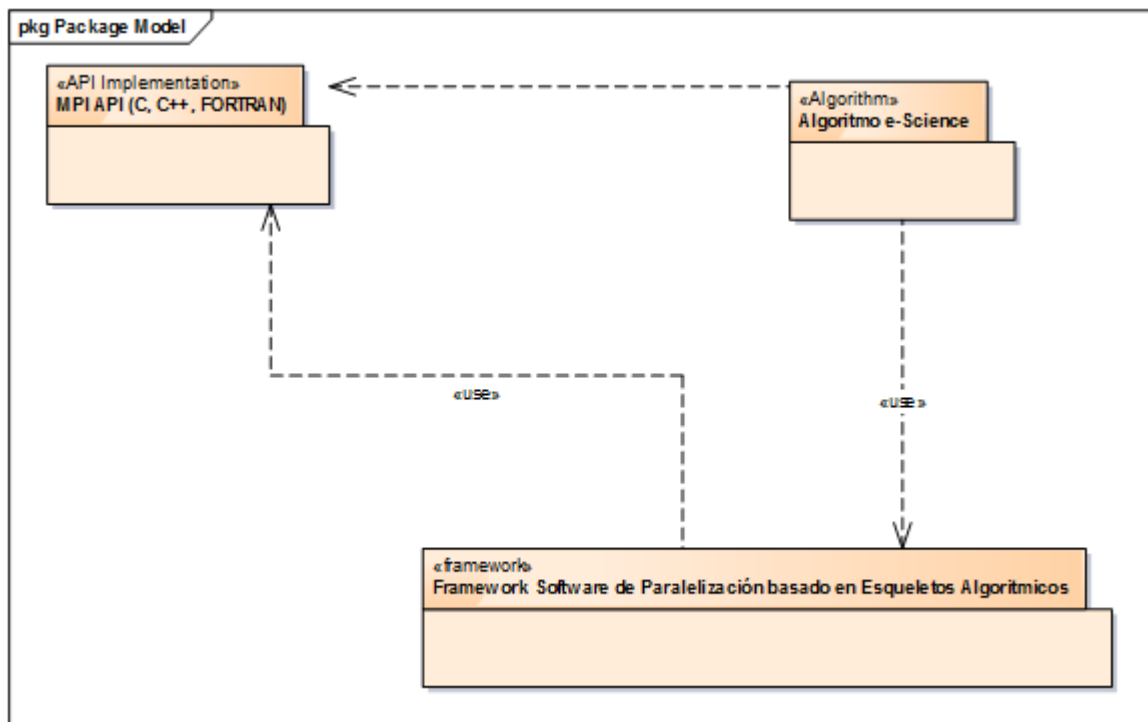 pkg Package Model
«API Implementation»
MPI API (C, C++, FORTRAN)
«Algorithm»
Algoritmo e-Science
«use»
«use»
«framework»
Framework Software de Paralelización basado en Esqueletos Algorítmicos